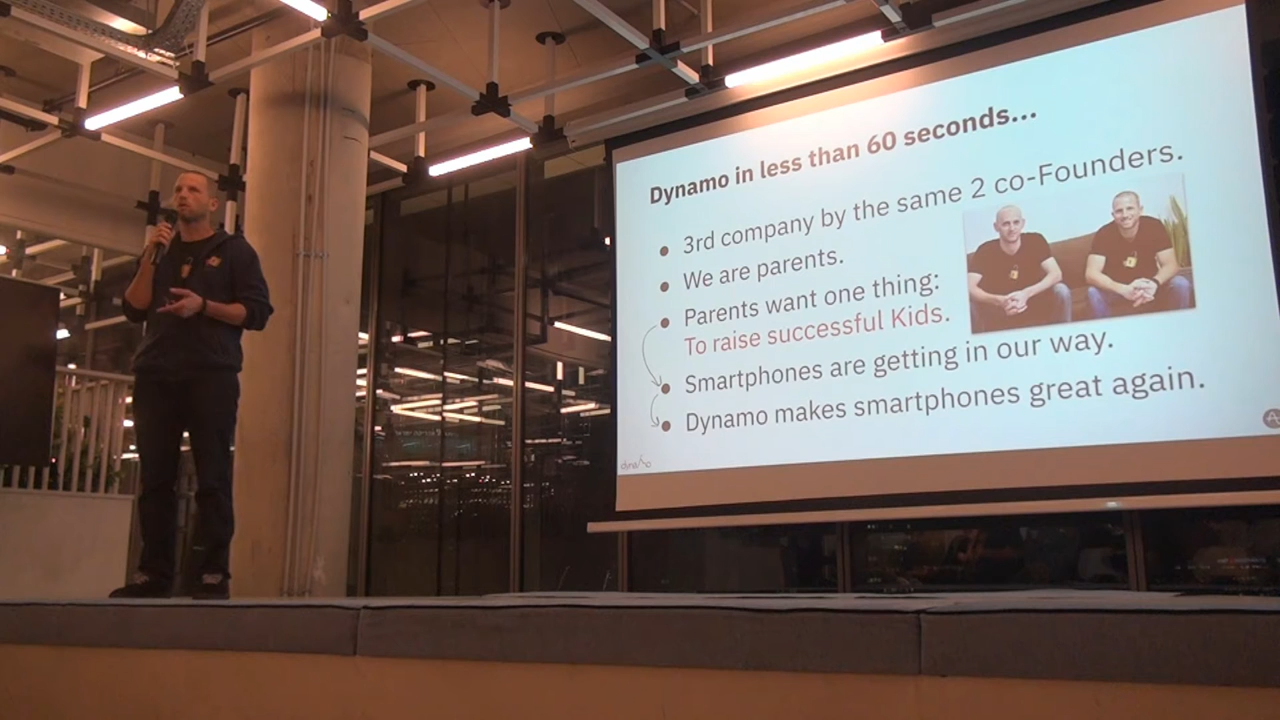 Dynamo in less than 60 seconds...
3rd company by the same 2 co-Founders.
We are parents.
Parents want one thing:
To raise successful Kids.
Smartphones are getting in our way.
Dynamo makes smartphones great again.
dynamo